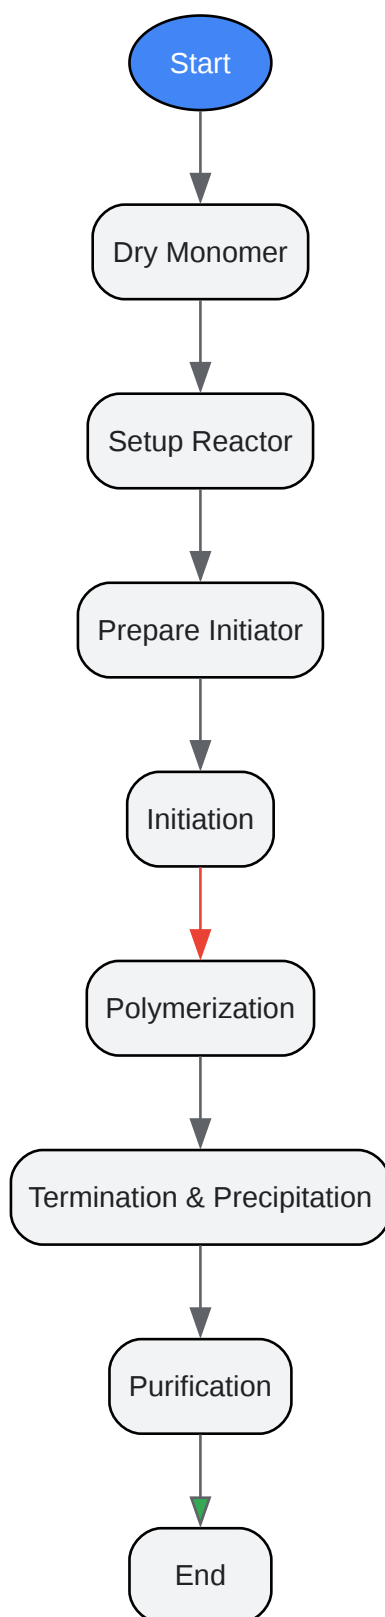 Start
Dry Monomer
Setup Reactor
Prepare Initiator
Initiation
Polymerization
Termination & Precipitation
Purification
End